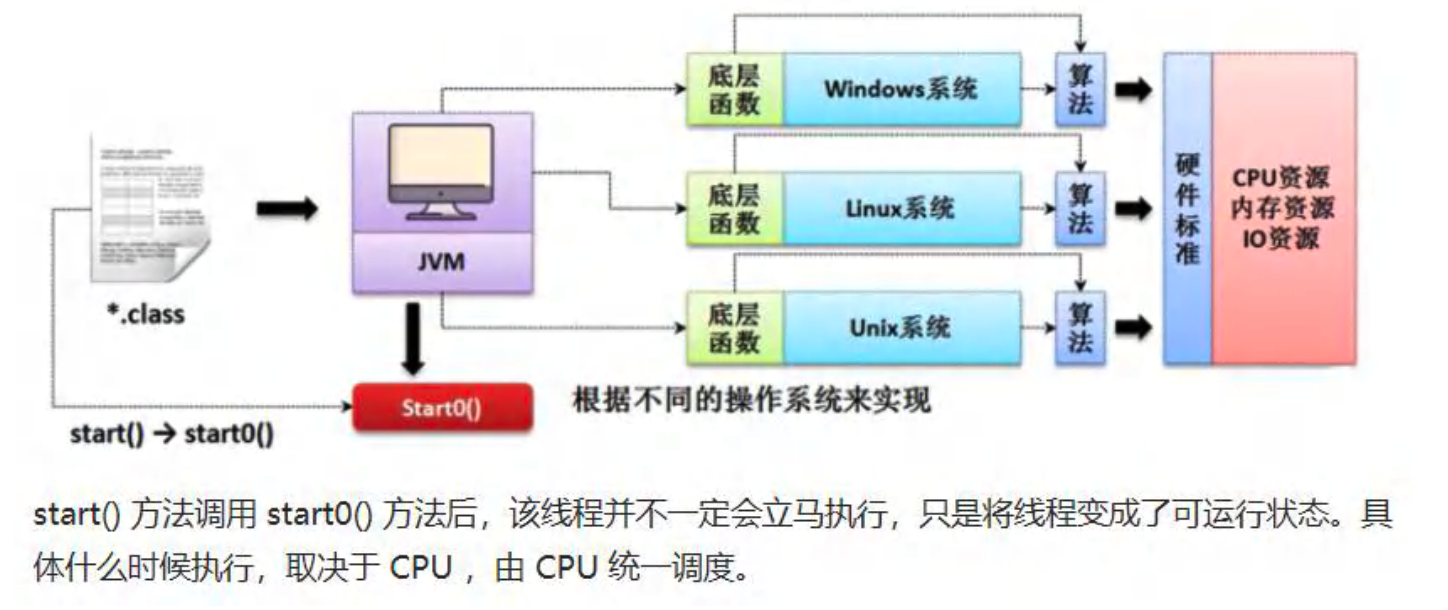 底层
函数
Windows系统
算
法
底层
函数
Linux系统
算
法
底层
函数
Unix系统
算
法
硬
件
标
准
CPU资源
内存资源
IO资源
JVM
*.class
Start0()
根据不同的操作系统来实现
start() → start0()
start() 方法调用 start0() 方法后，该线程并不一定会立马执行，只是将线程变成了可运行状态。具
体什么时候执行，取决于 CPU ，由 CPU 统一调度。